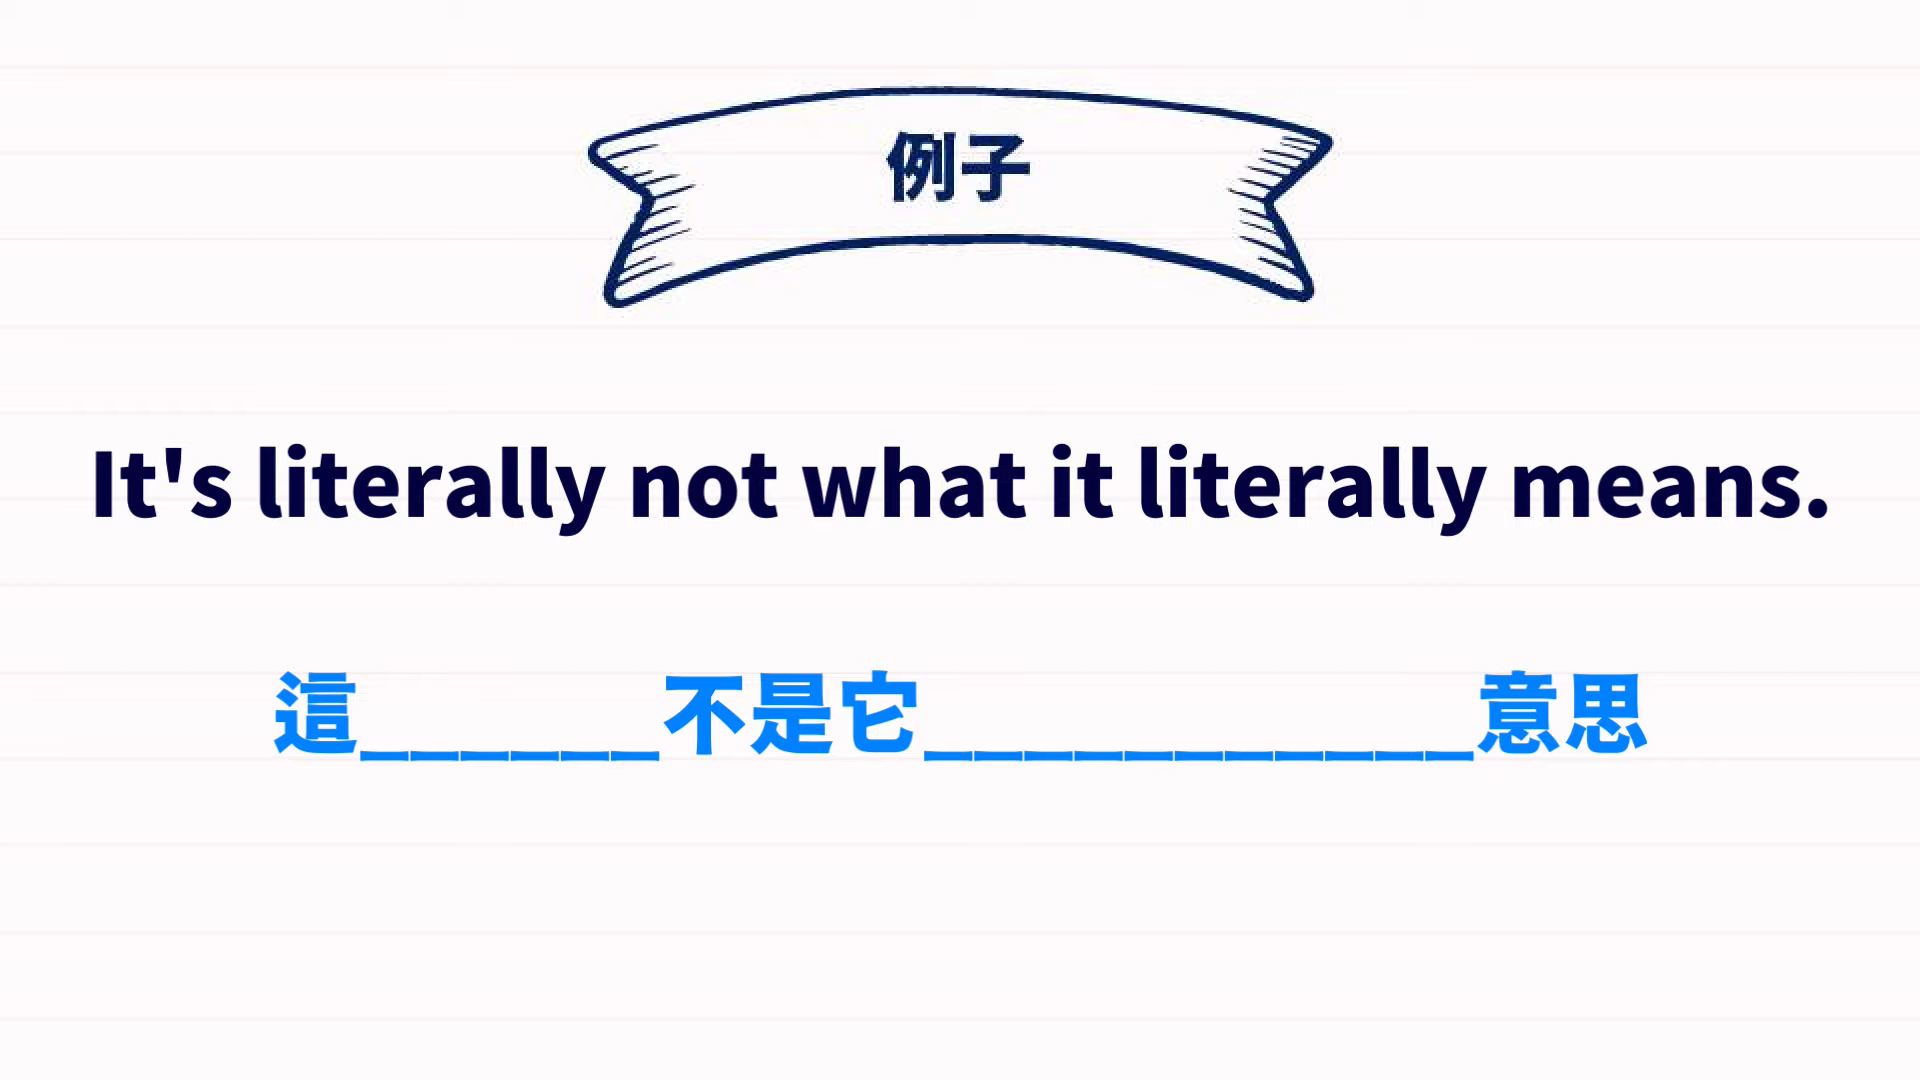 例子
It's literally not what it literally means.
這______不是它___________意思